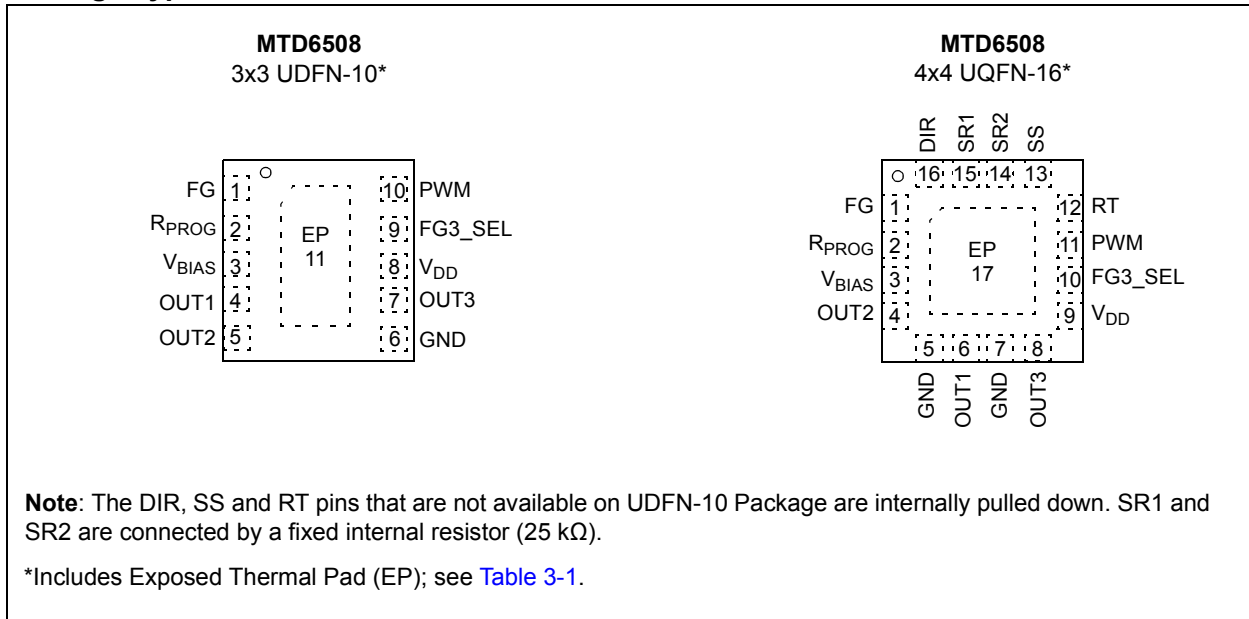 MTD6508
3x3 UDFN-10*
FG 1
RPROG 2
VBIAS 3
OUT1 4
OUT2 5
EP
11
10 PWM
9 FG3_SEL
8 VDD
7 OUT3
6 GND
MTD6508
4x4 UQFN-16*
DIR SR1 SR2 SS
16 15 14 13
FG 1
RPROG 2
VBIAS 3
OUT2 4
EP
17
12 RT
11 PWM
10 FG3_SEL
9 VDD
5 6 7 8
GND OUT1 GND OUT3
Note: The DIR, SS and RT pins that are not available on UDFN-10 Package are internally pulled down. SR1 and
SR2 are connected by a fixed internal resistor (25 kΩ).
*Includes Exposed Thermal Pad (EP); see Table 3-1.